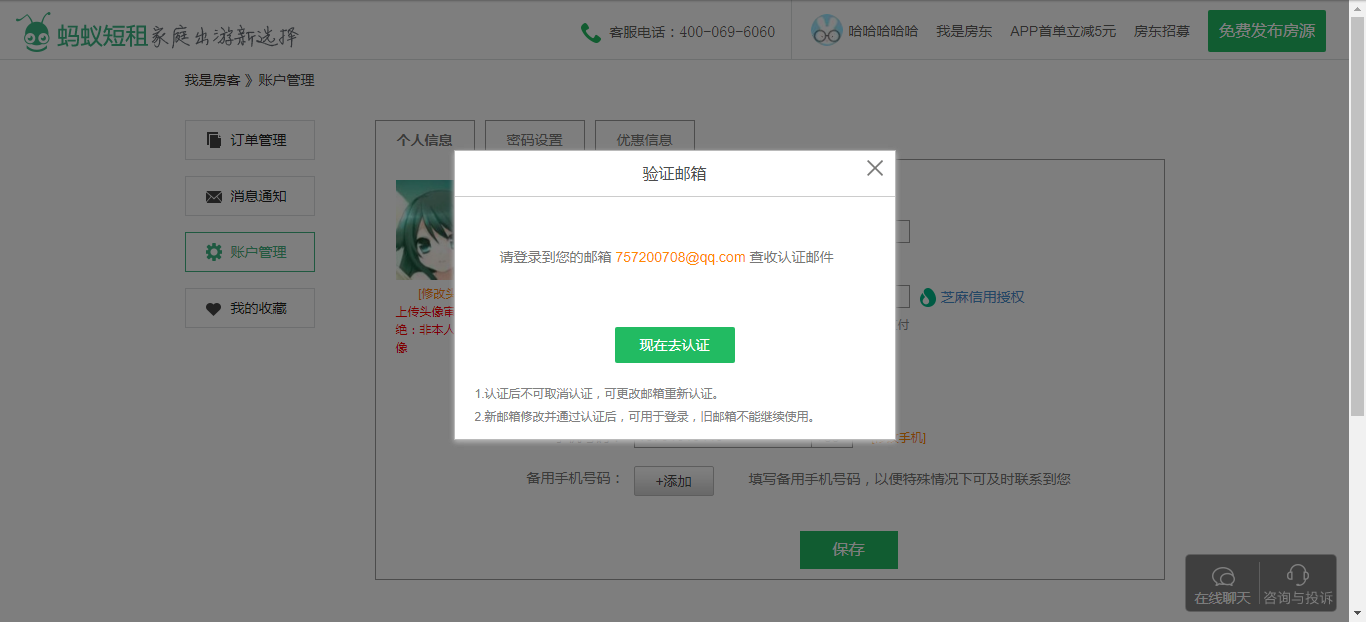 蚂蚁短租 家庭出游新选择
客服电话：400-069-6060
哈哈哈哈哈 我是房东 APP首单立减5元 房东招募 免费发布房源
我是房客 》账户管理
订单管理
消息通知
账户管理
我的收藏
个人信息 密码设置 优惠信息
验证邮箱
请登录到您的邮箱 757200708@qq.com 查收认证邮件
现在去认证
1.认证后不可取消认证，可更改邮箱重新认证。
2.新邮箱修改并通过认证后，可用于登录，旧邮箱不能继续使用。
[修改
上传头像
绝：非本人
像
芝麻信用授权
付
手机]
备用手机号码： +添加 填写备用手机号码，以便特殊情况下可及时联系到您
保存
在线聊天 咨询与投诉